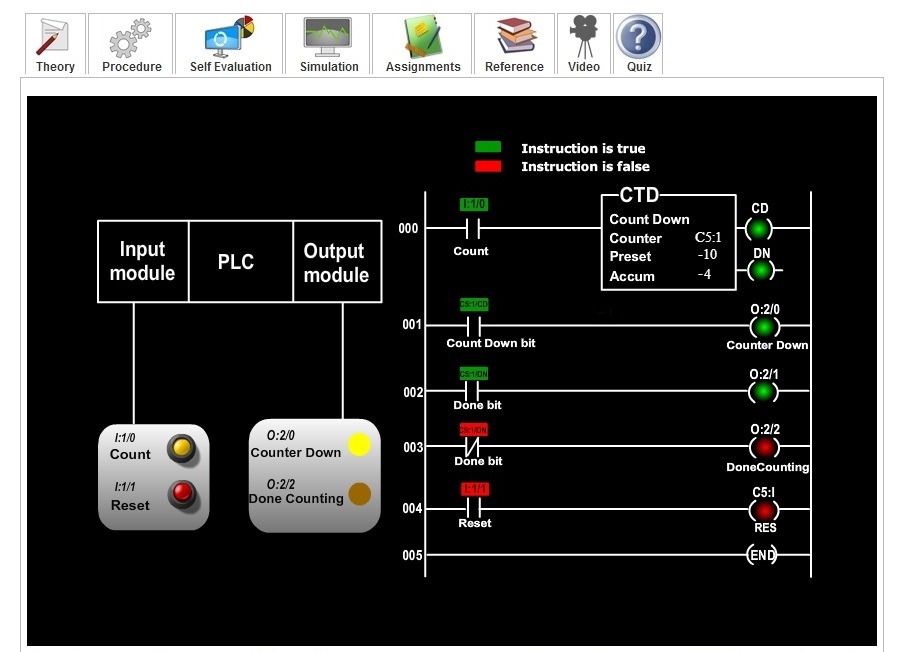 Theory
Procedure
Self Evaluation
Simulation
Assignments
Reference
Video
Quiz
Instruction is true
Instruction is false
Input module
PLC
Output module
I:1/0
Count
I:1/1
Reset
O:2/0
Counter Down
O:2/2
Done Counting
000
I:1/0
Count
CTD
Count Down
Counter C5:1
Preset -10
Accum -4
CD
DN
001
C5:1/CD
Count Down bit
O:2/0
Counter Down
002
C5:1/DN
Done bit
O:2/1
003
C5:1/DN
Done bit
O:2/2
DoneCounting
004
I:1/1
Reset
C5:I
RES
005
END